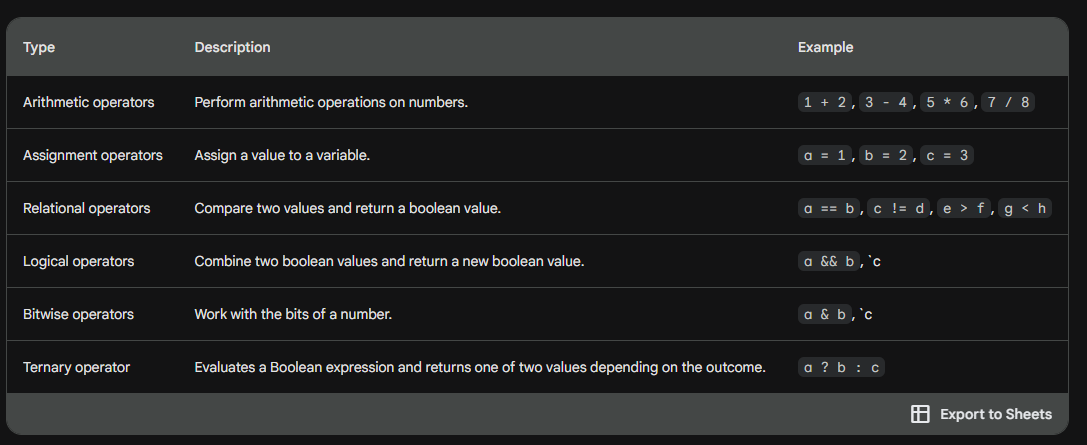 Type Description Example
Arithmetic operators Perform arithmetic operations on numbers. 1 + 2, 3 - 4, 5 * 6, 7 / 8
Assignment operators Assign a value to a variable. a = 1, b = 2, c = 3
Relational operators Compare two values and return a boolean value. a == b, c != d, e > f, g < h
Logical operators Combine two boolean values and return a new boolean value. a && b, `c
Bitwise operators Work with the bits of a number. a & b, `c
Ternary operator Evaluates a Boolean expression and returns one of two values depending on the outcome. a ? b : c
Export to Sheets